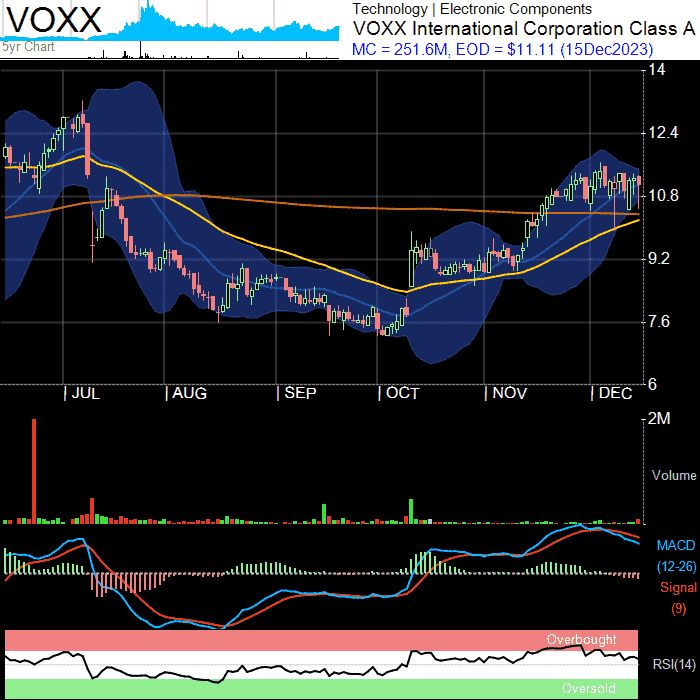 VOXX
5yr Chart
Technology | Electronic Components
VOXX International Corporation Class A
MC = 251.6M, EOD = $11.11 (15Dec2023)
14
12.4
10.8
9.2
7.6
6
| JUL | AUG | SEP | OCT | NOV | DEC
2M
Volume
MACD
(12-26)
Signal
(9)
Overbought
RSI(14)
Oversold